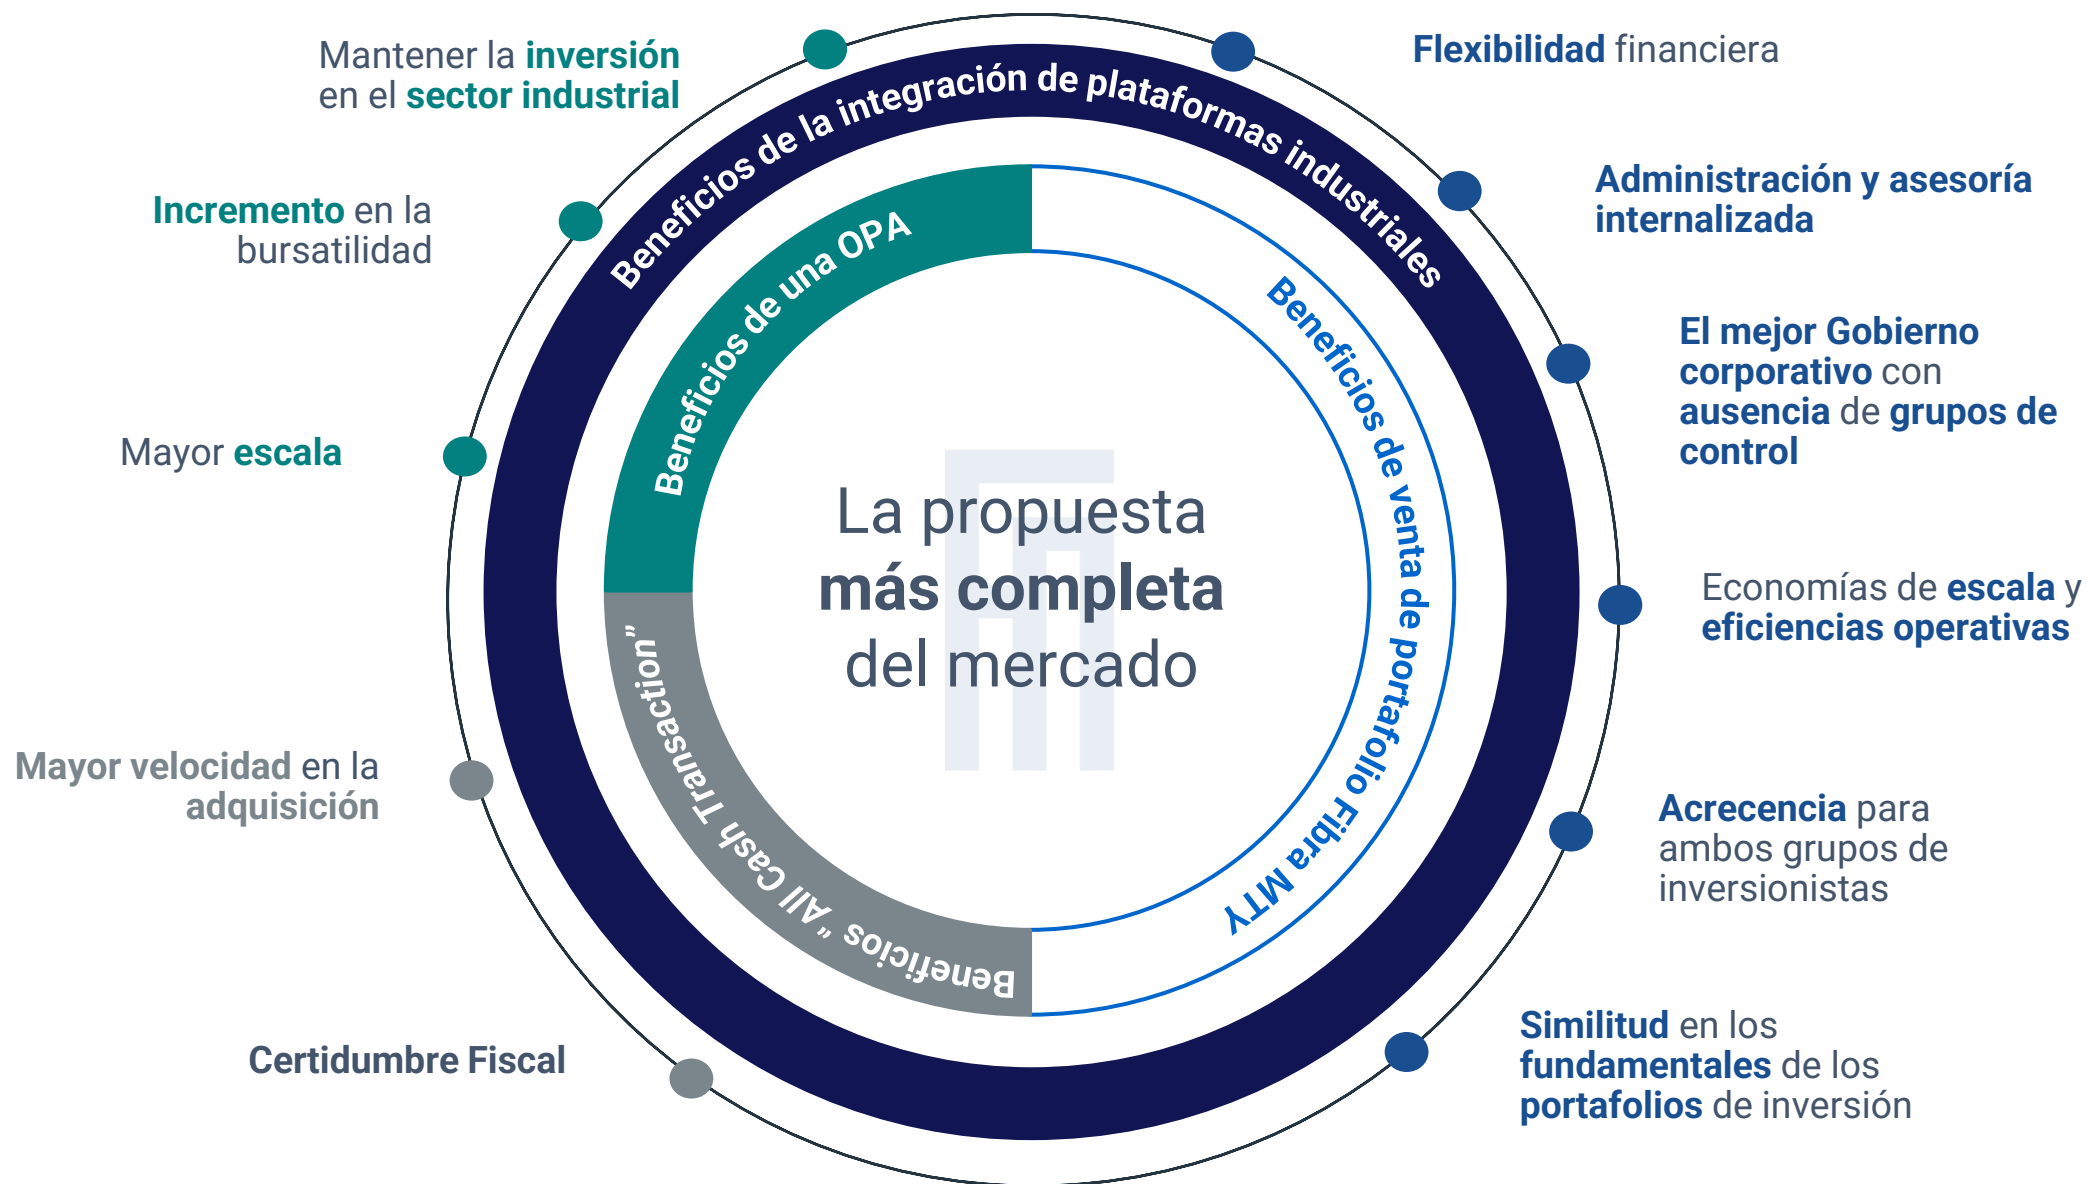 Mantener la inversión
en el sector industrial
Incremento en la
bursatilidad
Mayor escala
Mayor velocidad en la
adquisición
Certidumbre Fiscal
Beneficios de la integración de plataformas industriales
Beneficios de una OPA
Beneficios "All Cash Transaction"
Beneficios de venta de portafolio Fibra MTY
La propuesta
más completa
del mercado
Flexibilidad financiera
Administración y asesoría
internalizada
El mejor Gobierno
corporativo con
ausencia de grupos de
control
Economías de escala y
eficiencias operativas
Acrecencia para
ambos grupos de
inversionistas
Similitud en los
fundamentales de los
portafolios de inversión